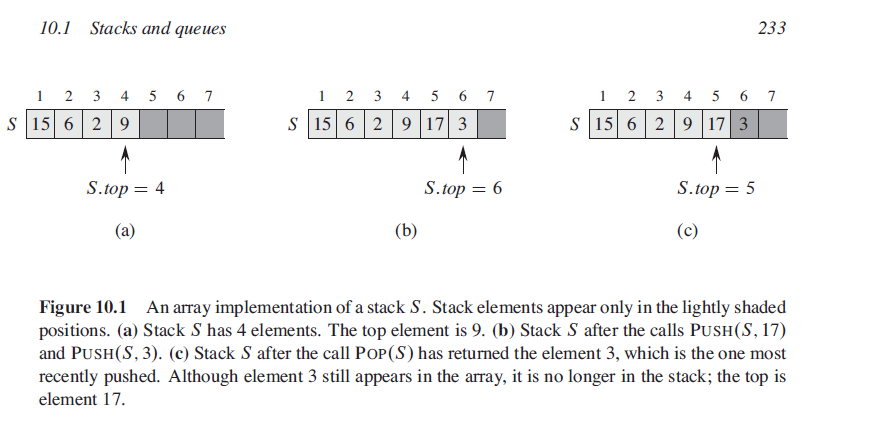 10.1 Stacks and queues 233
1 2 3 4 5 6 7 1 2 3 4 5 6 7 1 2 3 4 5 6 7
S 15 6 2 9 S 15 6 2 9 17 3 S 15 6 2 9 17 3
S.top = 4 S.top = 6 S.top = 5
(a) (b) (c)
Figure 10.1 An array implementation of a stack S. Stack elements appear only in the lightly shaded
positions. (a) Stack S has 4 elements. The top element is 9. (b) Stack S after the calls PUSH(S, 17)
and PUSH(S, 3). (c) Stack S after the call POP(S) has returned the element 3, which is the one most
recently pushed. Although element 3 still appears in the array, it is no longer in the stack; the top is
element 17.